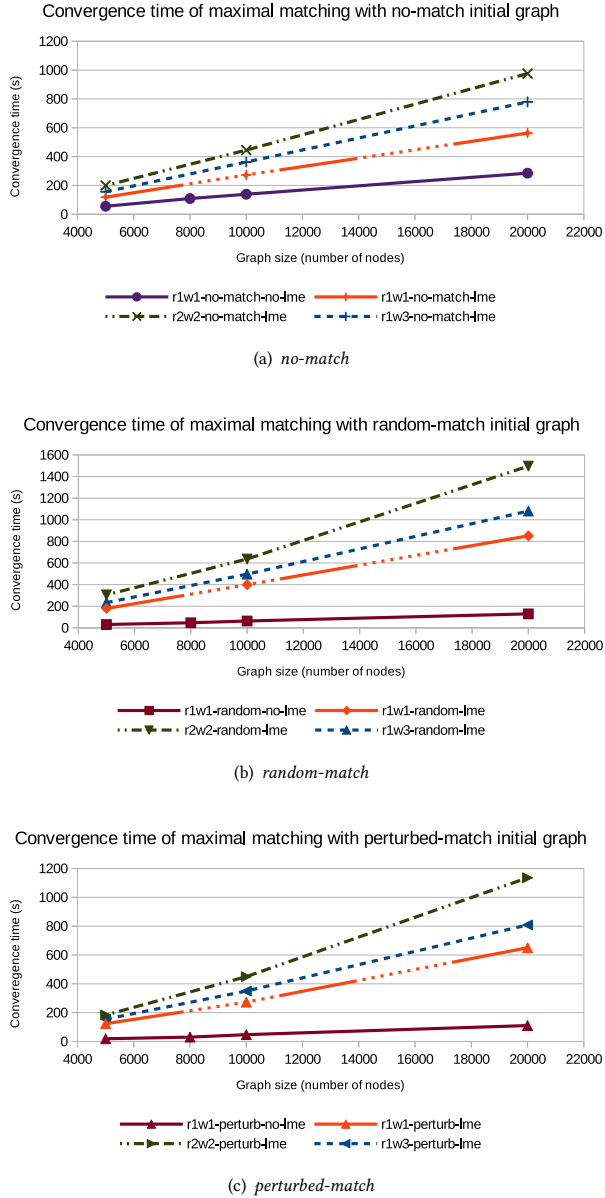 Convergence time of maximal matching with no-match initial graph
Convergence time (s)
1200
1000
800
600
400
200
0
4000 6000 8000 10000 12000 14000 16000 18000 20000 22000
Graph size (number of nodes)
r1w1-no-match-no-lme r1w1-no-match-lme
r2w2-no-match-lme r1w3-no-match-lme
(a) no-match
Convergence time of maximal matching with random-match initial graph
Convergence time (s)
1600
1400
1200
1000
800
600
400
200
0
4000 6000 8000 10000 12000 14000 16000 18000 20000 22000
Graph size (number of nodes)
r1w1-random-no-lme r1w1-random-lme
r2w2-random-lme r1w3-random-lme
(b) random-match
Convergence time of maximal matching with perturbed-match initial graph
Converegence time (s)
1200
1000
800
600
400
200
0
4000 6000 8000 10000 12000 14000 16000 18000 20000 22000
Graph size (number of nodes)
r1w1-perturb-no-lme r1w1-perturb-lme
r2w2-perturb-lme r1w3-perturb-lme
(c) perturbed-match